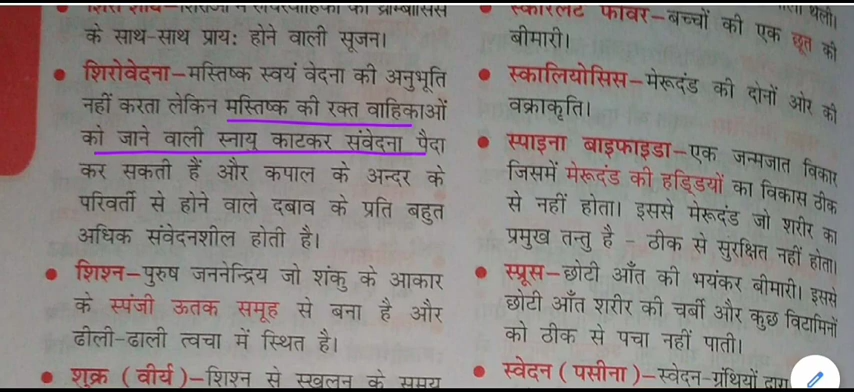 के साथ-साथ प्राय: होने वाली सूजन।
शिरोवेदना–मस्तिष्क स्वयं वेदना की अनुभूति
नहीं करता लेकिन मस्तिष्क की रक्त वाहिकाओं
को जाने वाली स्नायु काटकर संवेदना पैदा
कर सकती हैं और कपाल के अन्दर के
परिवर्ती से होने वाले दबाव के प्रति बहुत
अधिक संवेदनशील होती है।
शिश्न–पुरुष जननेन्द्रिय जो शंकु के आकार
के स्पंजी ऊतक समूह से बना है और
ढीली-ढाली त्वचा में स्थित है।
शुक्र (वीर्य)–शिश्न से स्खलन के समय
स्कारलेट फीवर–बच्चों की एक छूत की
बीमारी।
स्कालियोसिस–मेरूदंड की दोनों ओर की
वक्राकृति।
स्पाइना बाइफाइडा–एक जन्मजात विकार
जिसमें मेरूदंड की हड्डियों का विकास ठीक
से नहीं होता। इससे मेरूदंड जो शरीर का
प्रमुख तन्तु है – ठीक से सुरक्षित नहीं होता।
स्प्रूस–छोटी आँत की भयंकर बीमारी। इससे
छोटी आँत शरीर की चर्बी और कुछ विटामिनों
को ठीक से पचा नहीं पाती।
स्वेदन (पसीना)–स्वेदन-ग्रंथियों